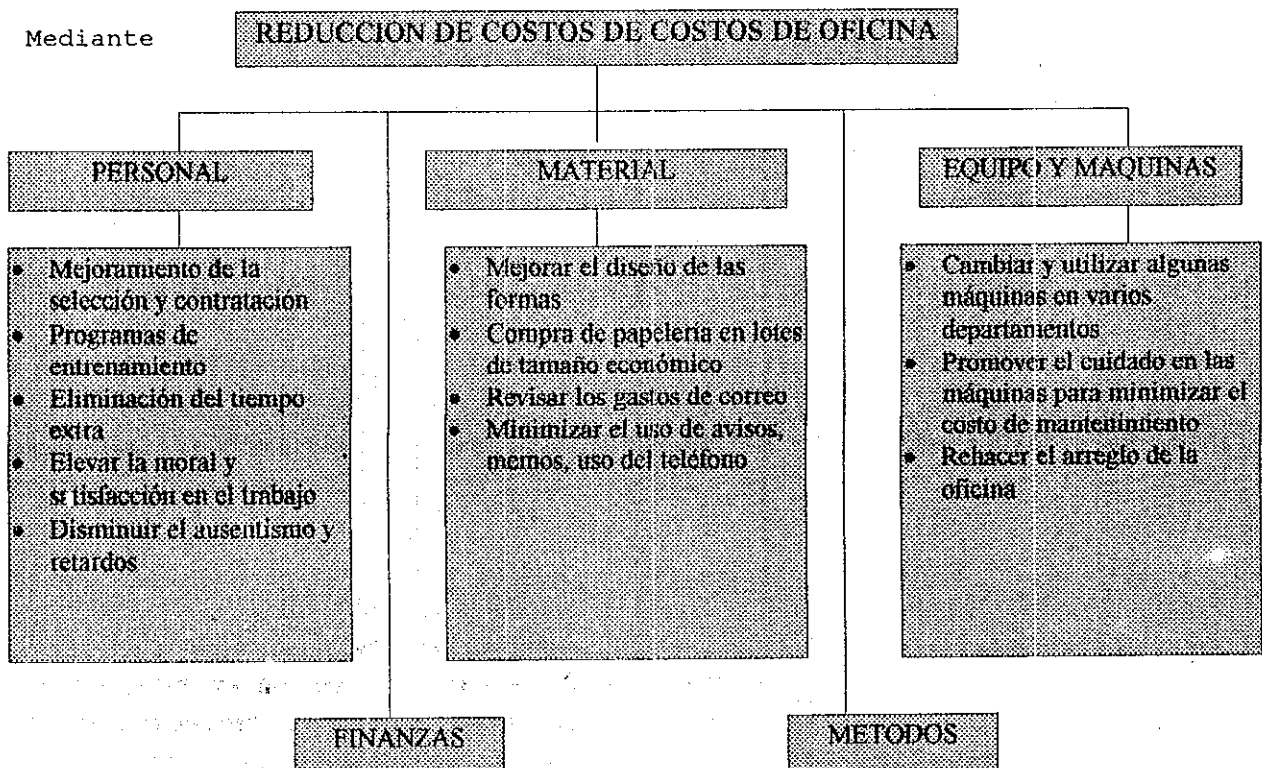 Mediante
REDUCCION DE COSTOS DE COSTOS DE OFICINA
PERSONAL
• Mejoramiento de la
selección y contratación
• Programas de
entrenamiento
• Eliminación del tiempo
extra
• Elevar la moral y
satisfacción en el trabajo
• Disminuir el ausentismo y
retardos
MATERIAL
• Mejorar el diseño de las
formas
• Compra de papelería en lotes
de tamaño económico
• Revisar los gastos de correo
• Minimizar el uso de avisos,
memos, uso del teléfono
EQUIPO Y MAQUINAS
• Cambiar y utilizar algunas
máquinas en varios
departamentos
• Promover el cuidado en las
máquinas para minimizar el
costo de mantenimiento
• Rehacer el arreglo de la
oficina
FINANZAS
METODOS